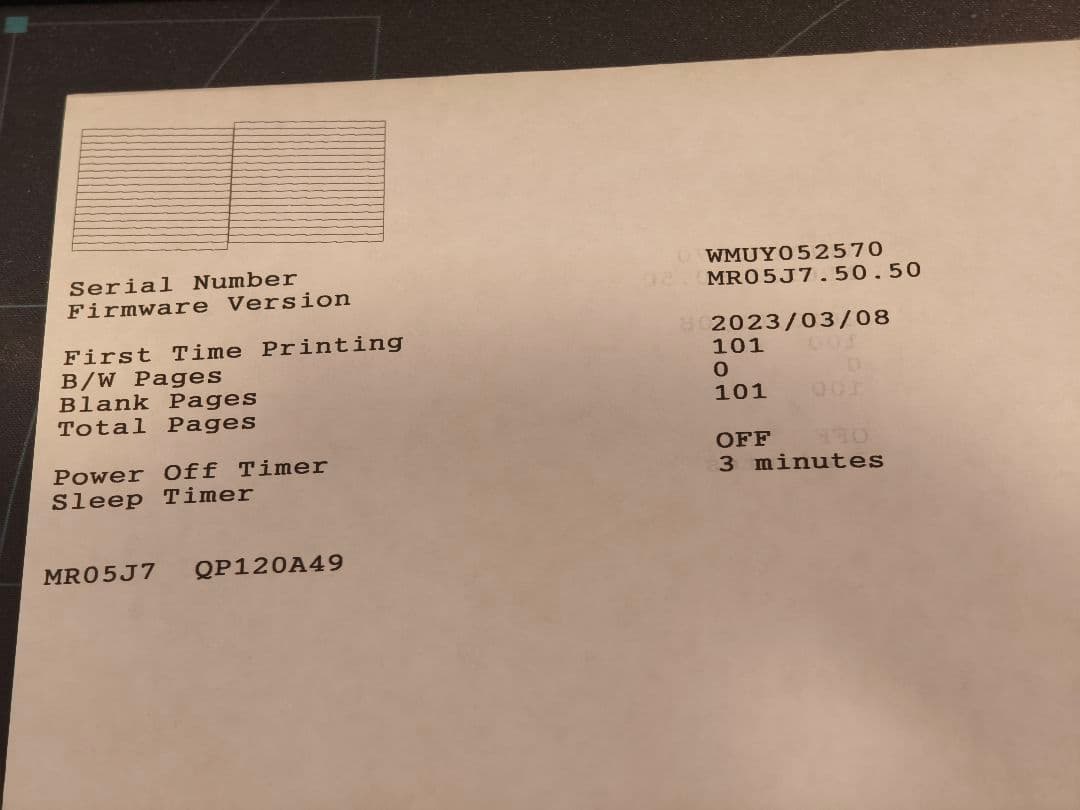 Serial Number WMUY052570
Firmware Version MR05J7.50.50
First Time Printing 2023/03/08
B/W Pages 101
Blank Pages 0
Total Pages 101
Power Off Timer OFF
Sleep Timer 3 minutes
MR05J7 QP120A49